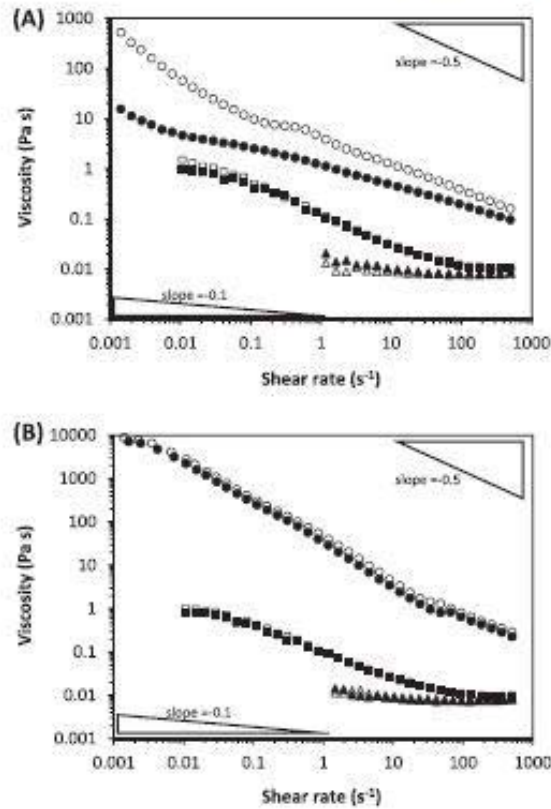 (A)
1000
100
10
1
0.1
0.01
0.001
Viscosity (Pa s)
slope =-0.5
slope =-0.1
0.001 0.01 0.1 1 10 100 1000
Shear rate (s⁻¹)
(B)
10000
1000
100
10
1
0.1
0.01
0.001
Viscosity (Pa s)
slope =-0.5
slope =-0.1
0.001 0.01 0.1 1 10 100 1000
Shear rate (s⁻¹)